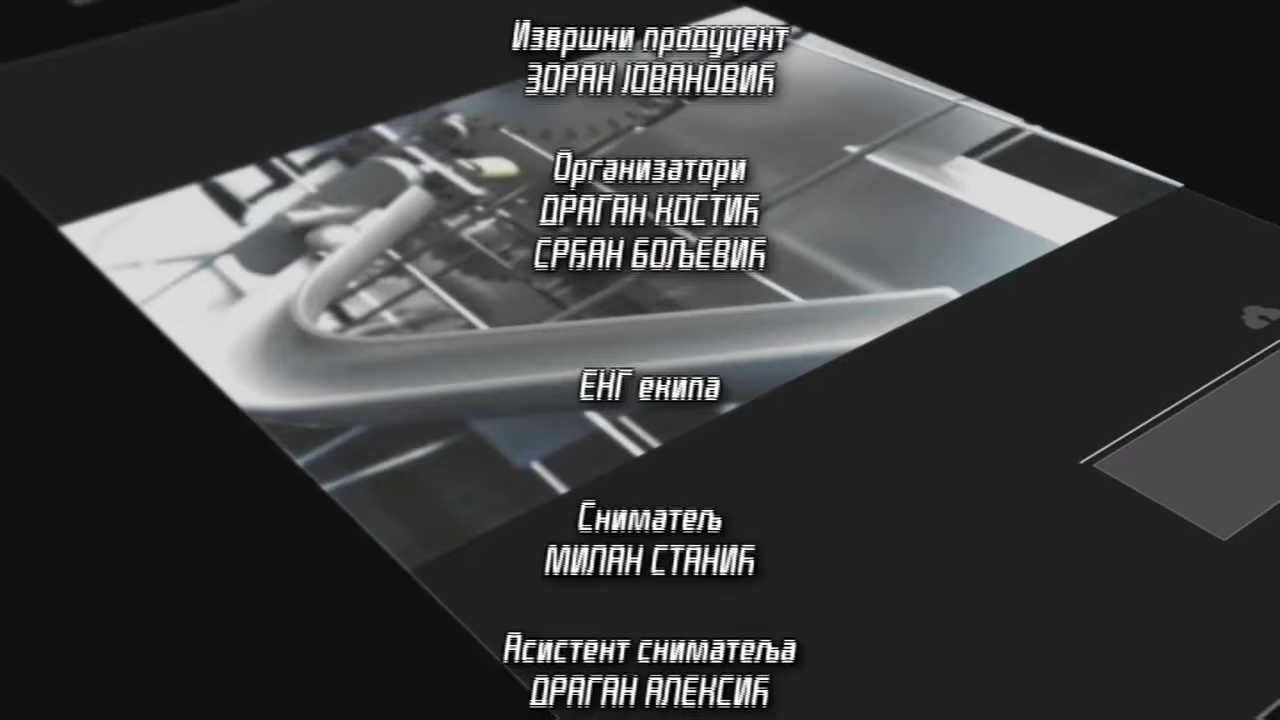 Извршни продуцент
ЗОРАН ЈОВАНОВИЋ
Организатори
ДРАГАН КОСТИЋ
СРЂАН БОЉЕВИЋ
ЕНГ екипа
Сниматељ
МИЛАН СТАНИЋ
Асистент сниматеља
ДРАГАН АЛЕКСИЋ